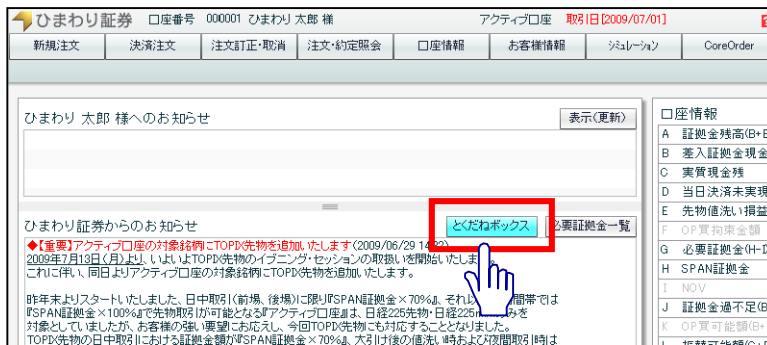 ひまわり証券 口座番号 000001 ひまわり 太郎 様 アクティブ口座 取引日[2009/07/01]
新規注文 決済注文 注文訂正・取消 注文・約定照会 口座情報 お客様情報 シミュレーション CoreOrder
ひまわり 太郎 様へのお知らせ 表示(更新)
口座情報
A 証拠金残高(B+E
B 差入証拠金現金
C 実質現金残
D 当日決済未実現
E 先物値洗い損益
F OP買拘束金額
G 必要証拠金(H-I
H SPAN証拠金
I NOV
J 証拠金過不足(B
K OP買可能額(B+
ひまわり証券からのお知らせ とくだねボックス 必要証拠金一覧
◆【重要】アクティブ口座の対象銘柄にTOPIX先物を追加いたします(2009/06/29 14:
2009年7月13日(月)より、いよいよTOPIX先物のイブニング・セッションの取扱いを開始いたします。
これに伴い、同日よりアクティブ口座の対象銘柄にTOPIX先物を追加いたします。
昨年末よりスタートいたしました、日中取引(前場、後場)に限り『SPAN証拠金×70%』、それ以 間帯では
『SPAN証拠金×100%』で先物取引が可能となる『アクティブ口座』は、日経225先物・日経225 みを
対象としていましたが、お客様の強い要望にお応えし、今回TOPIX先物にも対応することとなりました。
TOPIX先物の日中取引における証拠金額が『SPAN証拠金×70%』、大引け後の値洗い時および夜間取引時は